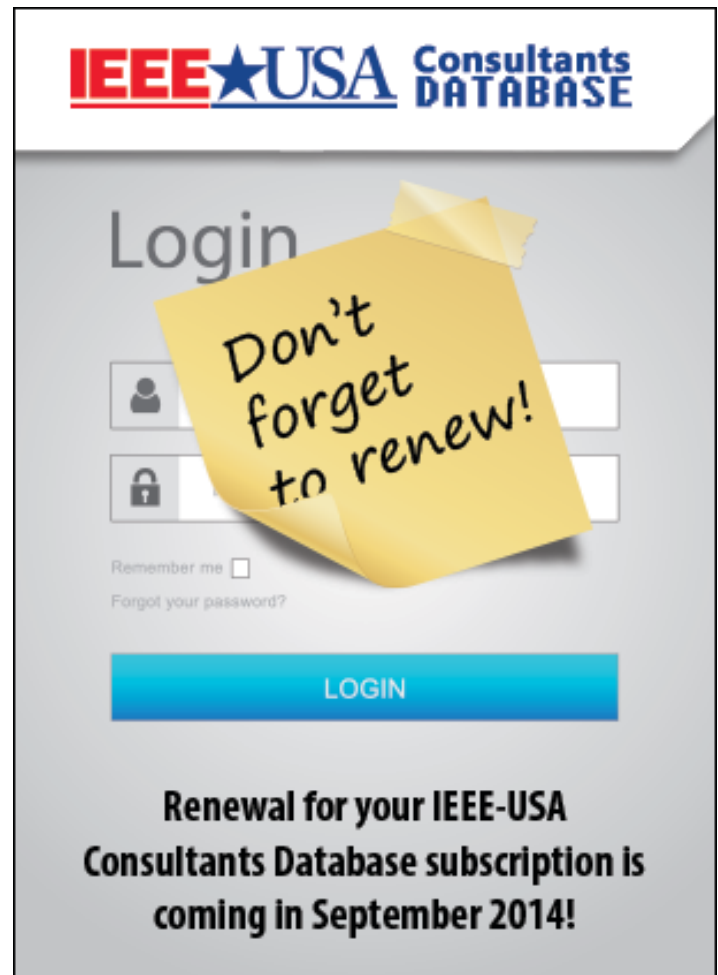 IEEE★USA Consultants
DATABASE
Login
Don't
forget
to renew!
Remember me
Forgot your password?
LOGIN
Renewal for your IEEE-USA
Consultants Database subscription is
coming in September 2014!